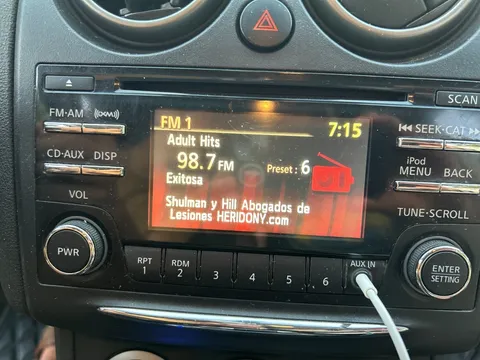 SCAN
FM·AM
(XM)
FM 1
7:15
SEEK·CAT
Adult Hits
98.7 FM
Preset : 6
CD·AUX
DISP
iPod
MENU
BACK
Exitosa
VOL
Shulman y Hill Abogados de
Lesiones HERIDONY.com
TUNE·SCROLL
PWR
RPT
1
RDM
2
3
4
5
6
AUX IN
ENTER
SETTING